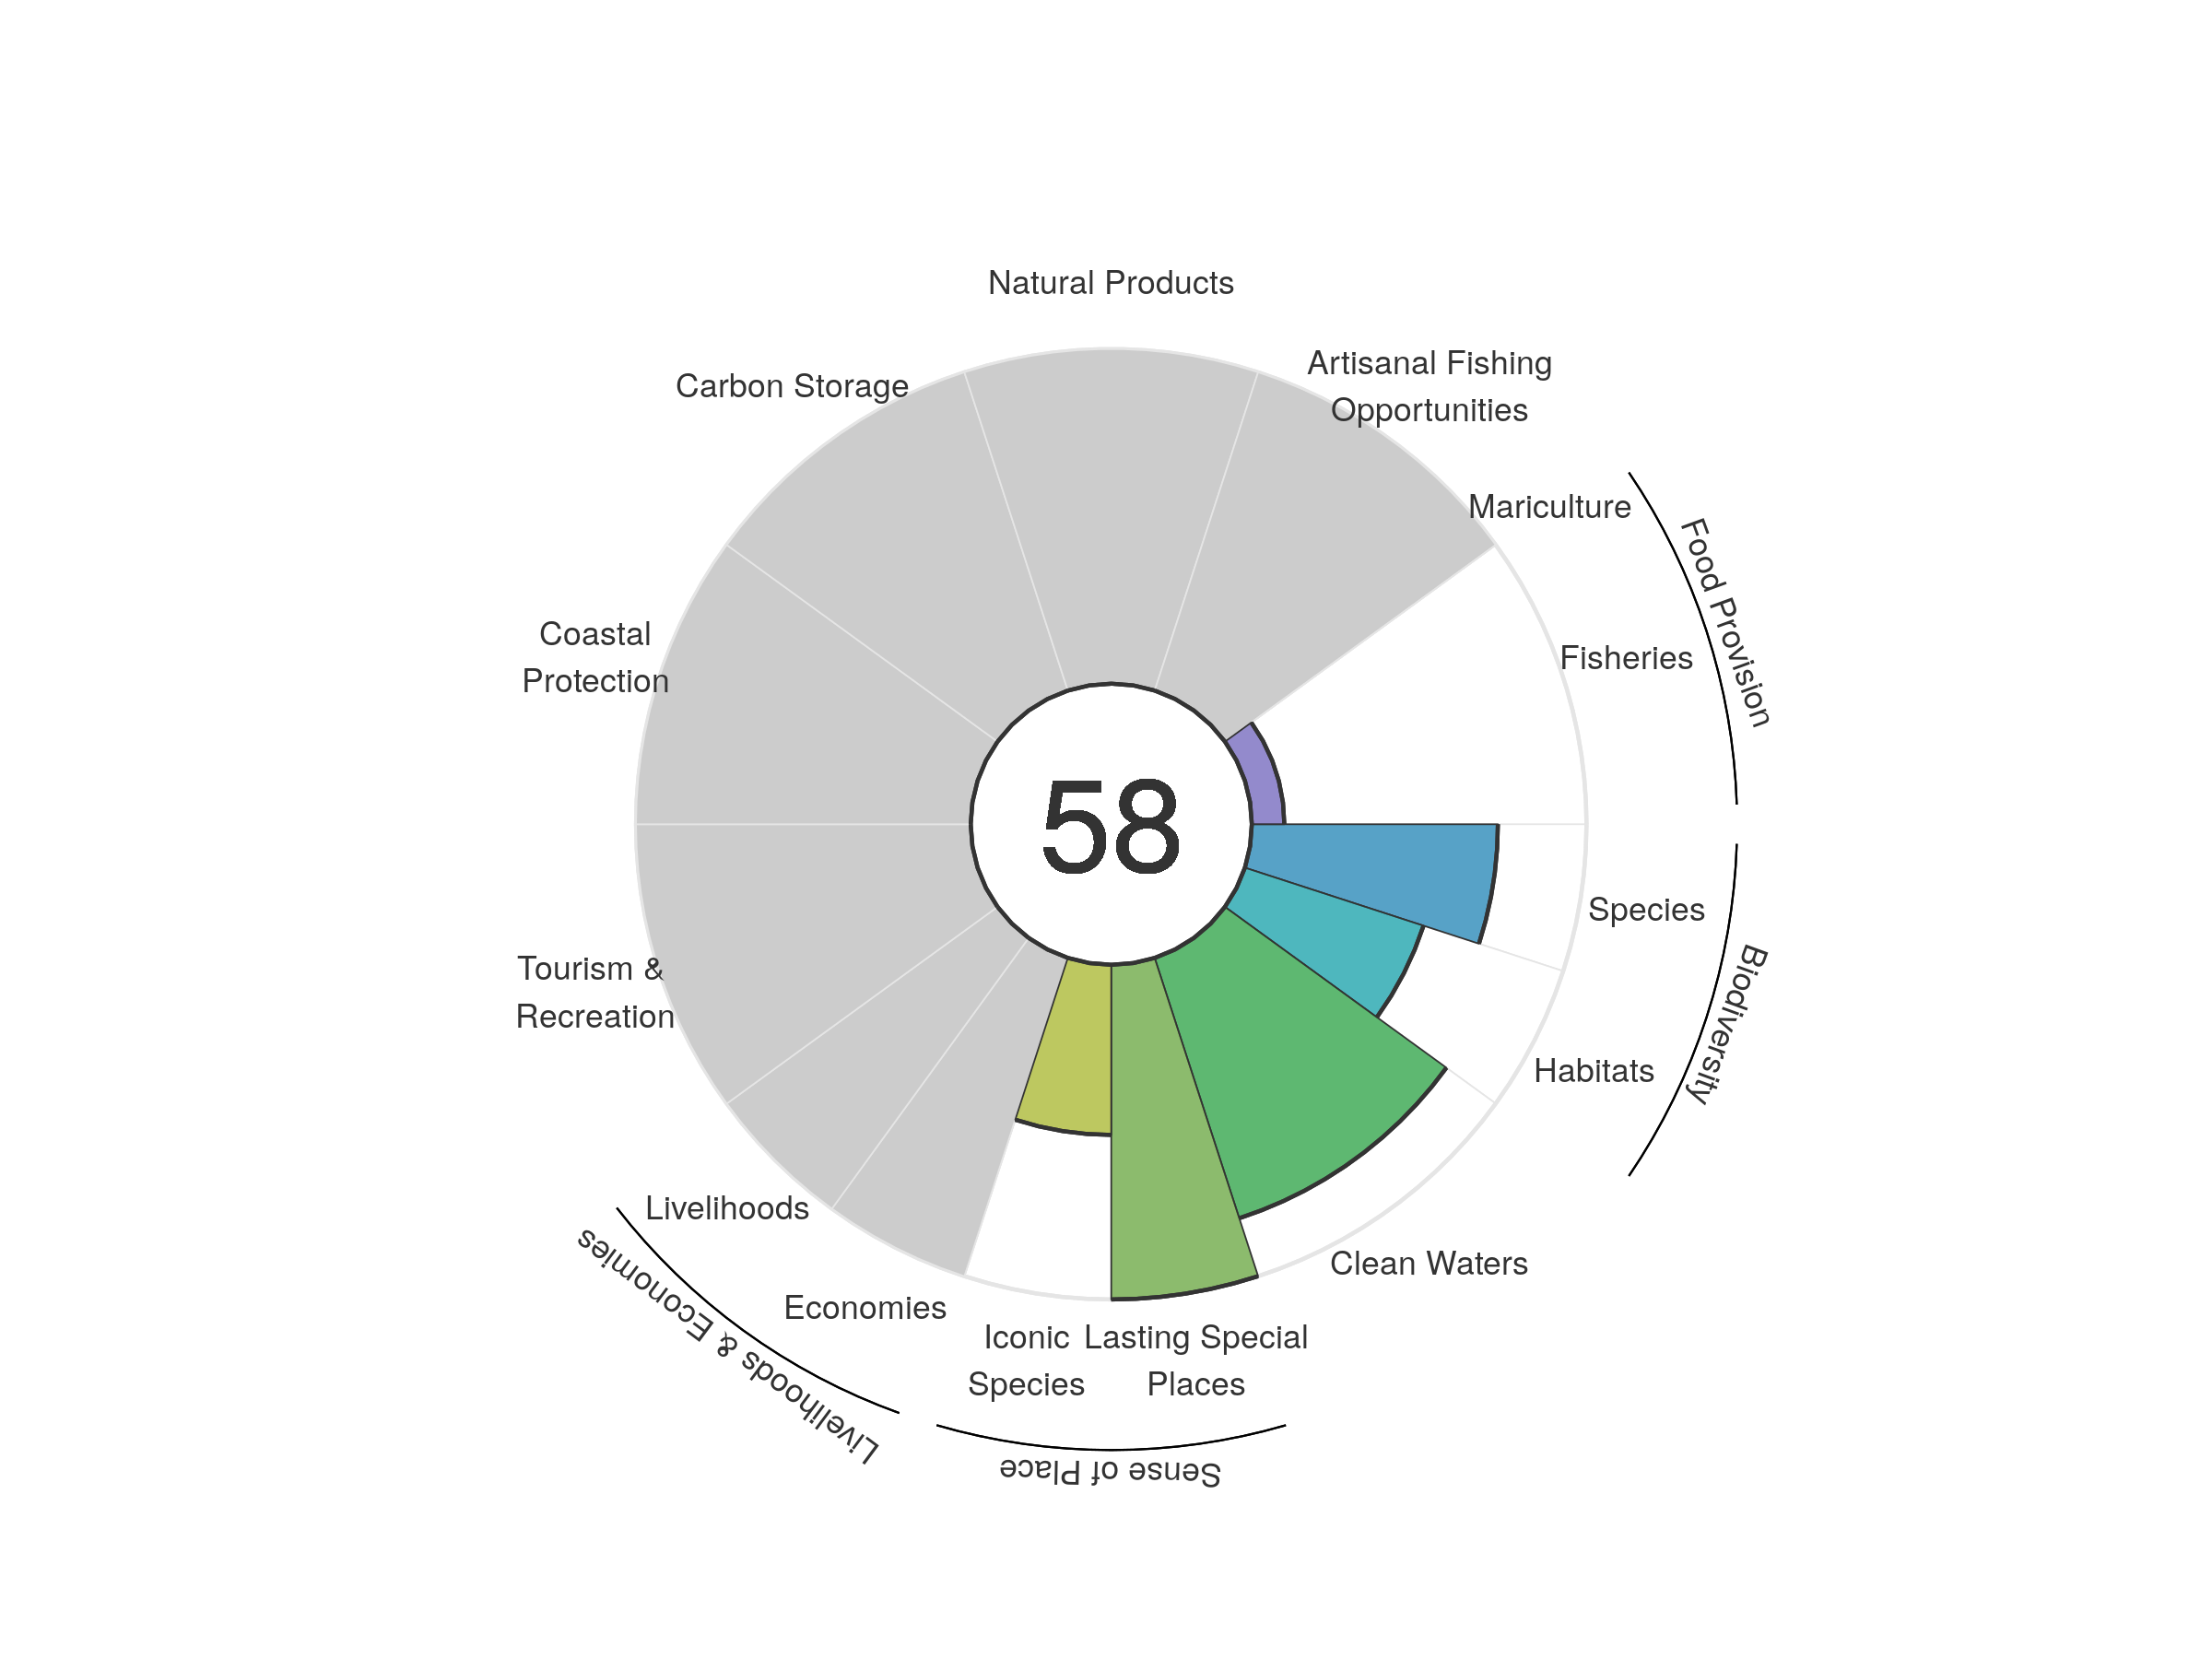 Natural Products
Artisanal Fishing
Opportunities
Carbon Storage
Mariculture
Food Provision
Fisheries
Coastal
Protection
58
Species
Biodiversity
Tourism &
Recreation
Habitats
Livelihoods
Clean Waters
Livelihoods & Economies
Economies
Iconic
Species
Lasting Special
Places
Sense of Place